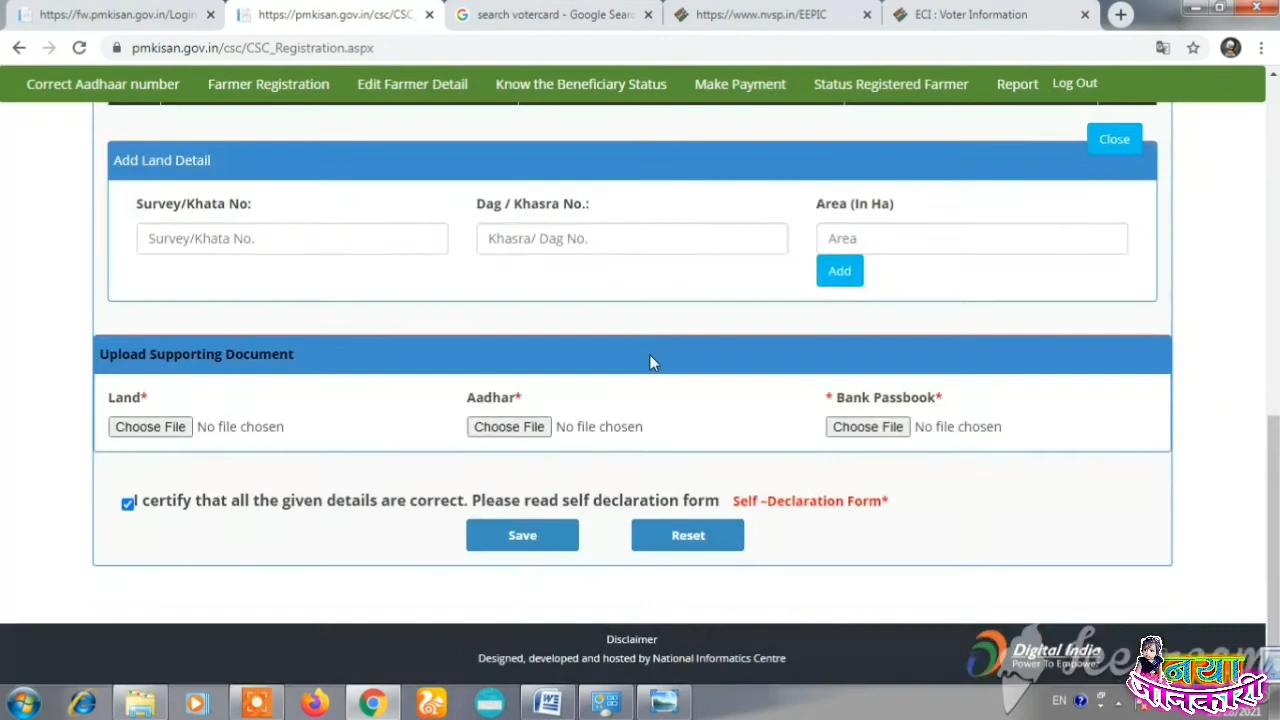 https://fw.pmkisan.gov.in/Login
https://pmkisan.gov.in/csc/CSC_
search votercard - Google Searc
https://www.nvsp.in/EEPIC
ECI : Voter Information
pmkisan.gov.in/csc/CSC_Registration.aspx
Correct Aadhaar number Farmer Registration Edit Farmer Detail Know the Beneficiary Status Make Payment Status Registered Farmer Report Log Out
Close
Add Land Detail
Survey/Khata No: Dag / Khasra No.: Area (In Ha)
Survey/Khata No. Khasra/ Dag No. Area
Add
Upload Supporting Document
Land* Aadhar* * Bank Passbook*
Choose File No file chosen Choose File No file chosen Choose File No file chosen
I certify that all the given details are correct. Please read self declaration form Self –Declaration Form*
Save Reset
Disclaimer
Designed, developed and hosted by National Informatics Centre
Digital India
Power To Empower
EN
नया
जानकारी